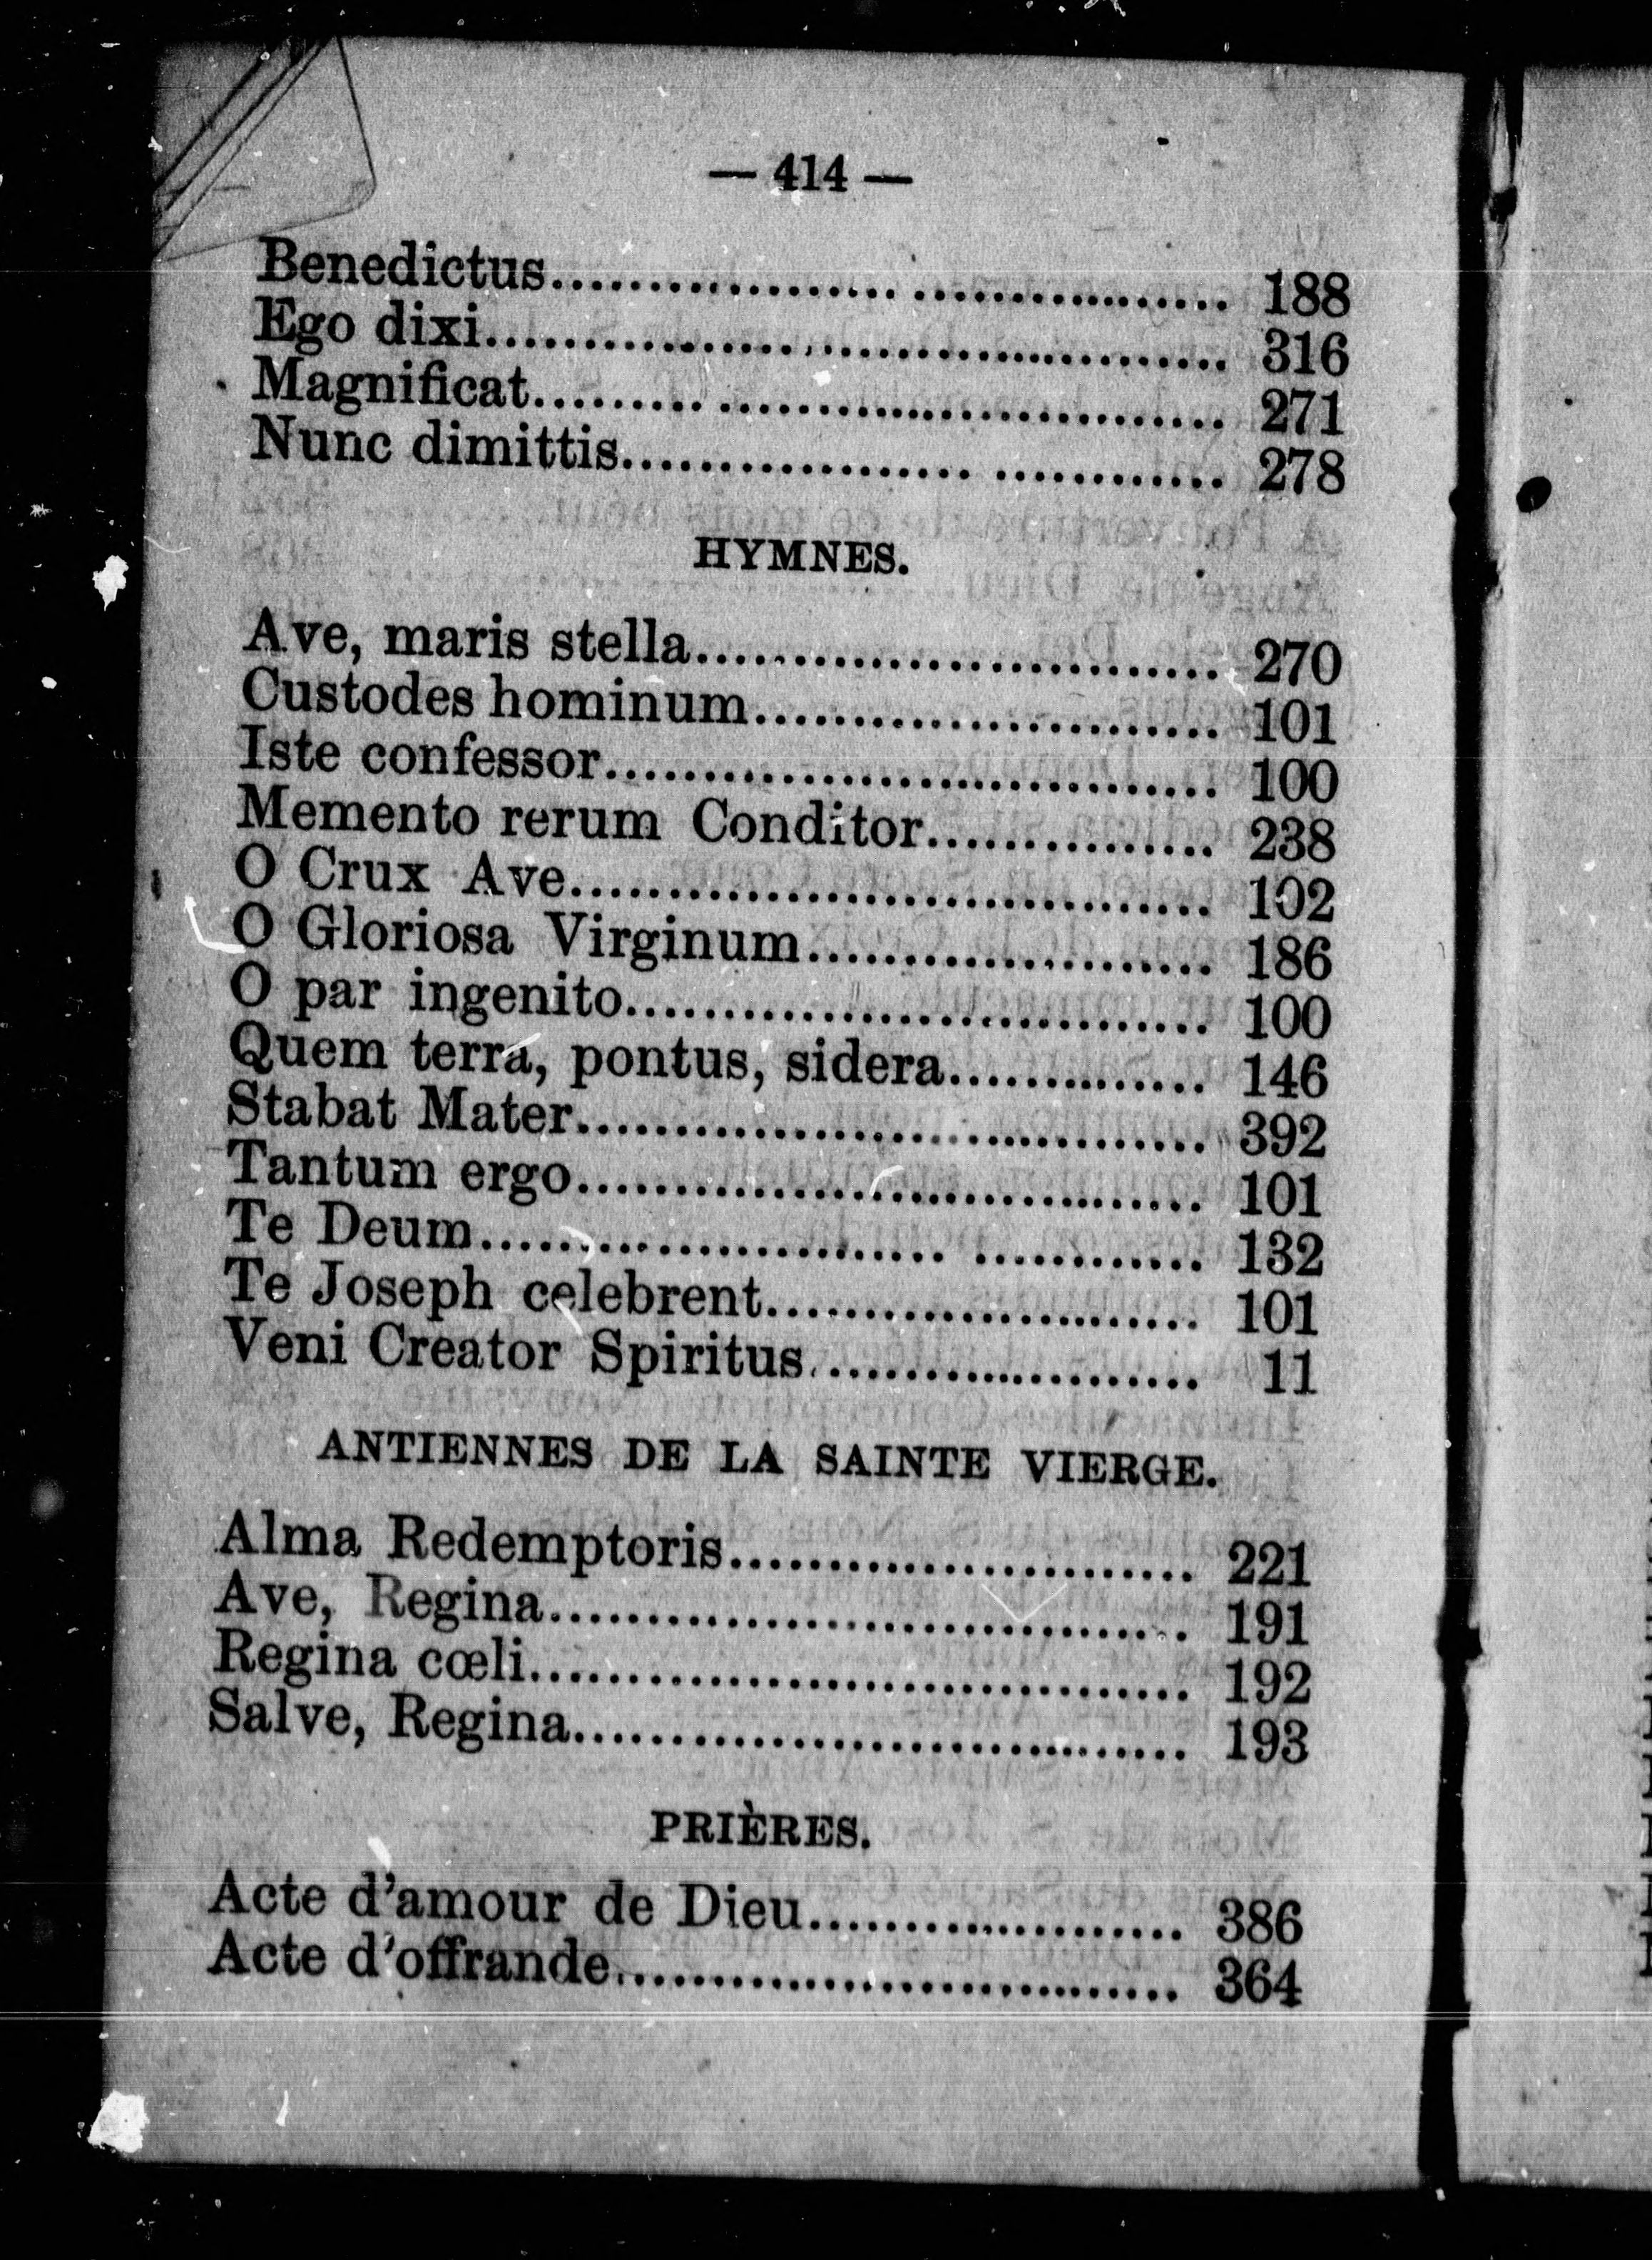 — 414 —
Benedictus.................................. 188
Ego dixi...................................... 316
Magnificat................................... 271
Nunc dimittis.............................. 278
HYMNES.
Ave, maris stella........................... 270
Custodes hominum........................ 101
Iste confessor................................ 100
Memento rerum Conditor............... 238
O Crux Ave................................. 102
O Gloriosa Virginum..................... 186
O par ingenito.............................. 100
Quem terra, pontus, sidera............. 146
Stabat Mater................................ 392
Tantum ergo................................ 101
Te Deum.................................... 132
Te Joseph celebrent...................... 101
Veni Creator Spiritus.................... 11
ANTIENNES DE LA SAINTE VIERGE.
Alma Redemptoris........................ 221
Ave, Regina................................. 191
Regina cœli.................................. 192
Salve, Regina............................... 193
PRIÈRES.
Acte d'amour de Dieu................... 386
Acte d'offrande............................. 364